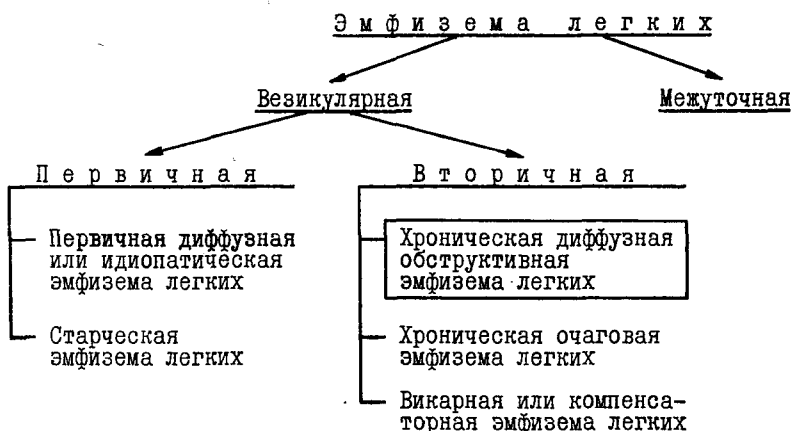 Эмфизема легких
Везикулярная
Межуточная
Первичная
Вторичная
Первичная диффузная
или идиопатическая
эмфизема легких
Старческая
эмфизема легких
Хроническая диффузная
обструктивная
эмфизема легких
Хроническая очаговая
эмфизема легких
Викарная или компенса-
торная эмфизема легких